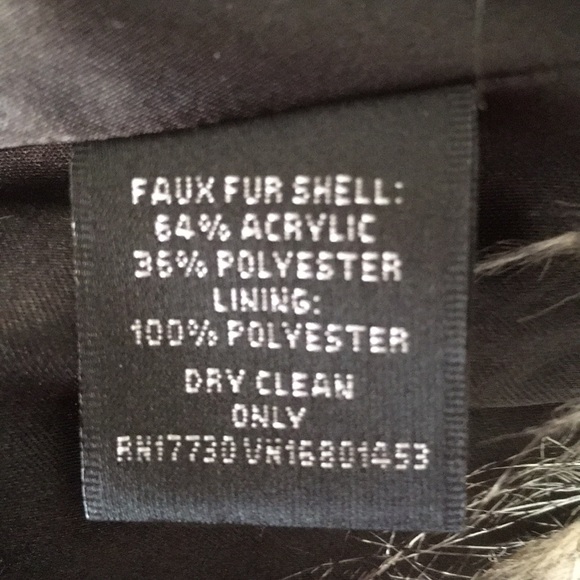 FAUX FUR SHELL:
64% ACRYLIC
36% POLYESTER
LINING:
100% POLYESTER
DRY CLEAN
ONLY
RN17730 VN16801453